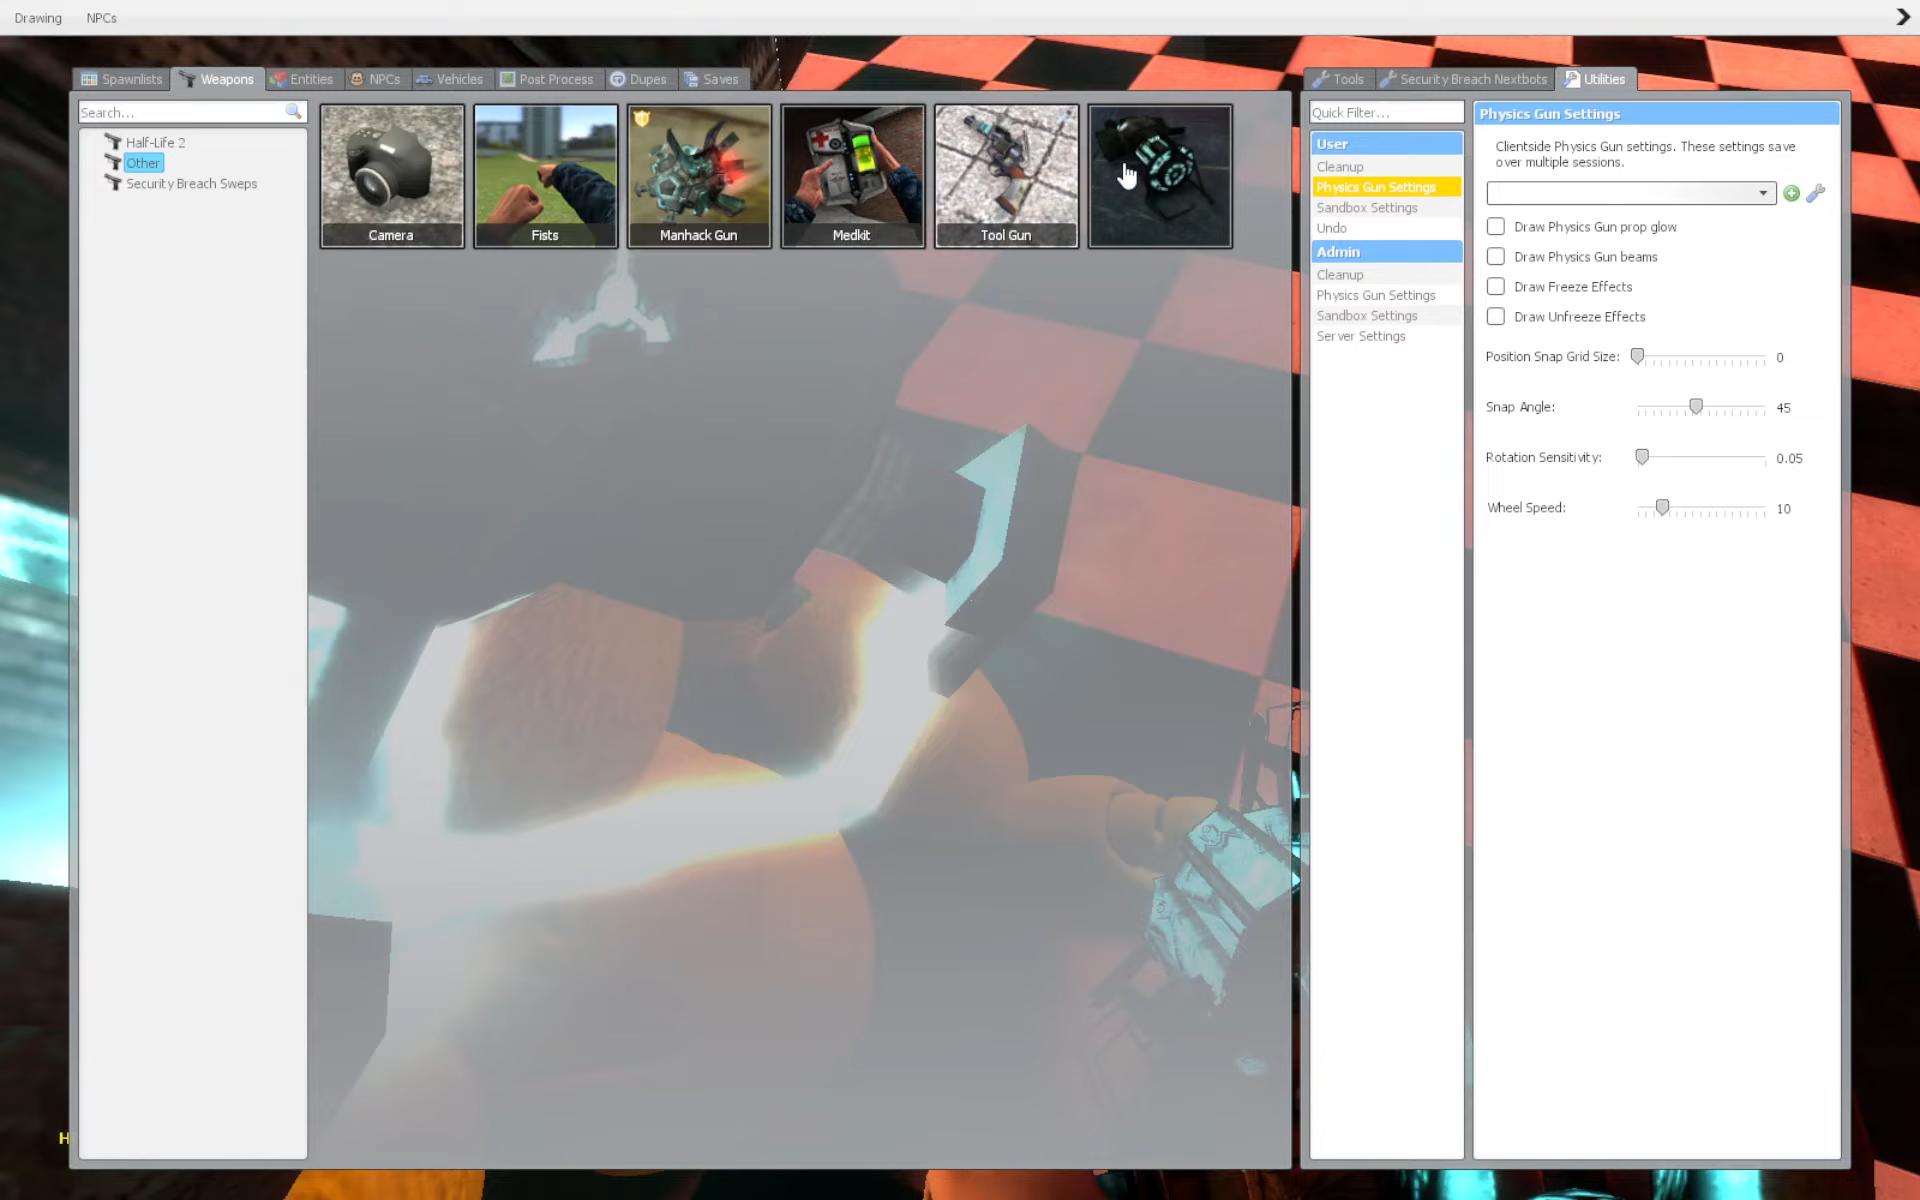 Drawing NPCs
Spawnlists Weapons Entities NPCs Vehicles Post Process Dupes Saves
Tools Security Breach Nextbots Utilities
Search...
Half-Life 2
Other
Security Breach Sweps
Camera Fists Manhack Gun Medkit Tool Gun
Quick Filter...
User
Cleanup
Physics Gun Settings
Sandbox Settings
Undo
Admin
Cleanup
Physics Gun Settings
Sandbox Settings
Server Settings
Physics Gun Settings
Clientside Physics Gun settings. These settings save
over multiple sessions.
Draw Physics Gun prop glow
Draw Physics Gun beams
Draw Freeze Effects
Draw Unfreeze Effects
Position Snap Grid Size: 0
Snap Angle: 45
Rotation Sensitivity: 0.05
Wheel Speed: 10
H